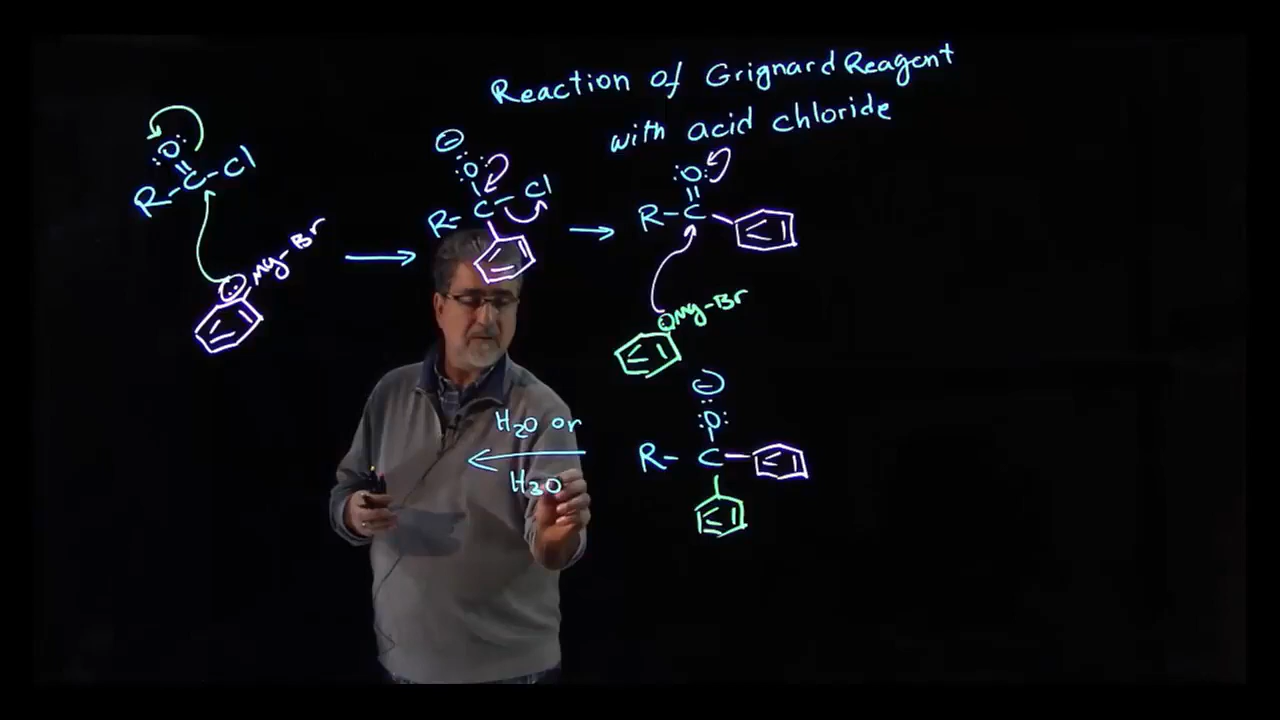 Reaction of Grignard Reagent
with acid chloride
:O:
R-C-Cl
Mg-Br
⊖
:O:
R-C-Cl
:O:
R-C-
Mg-Br
⊖
:O:
R-C-
H2O or
H3O